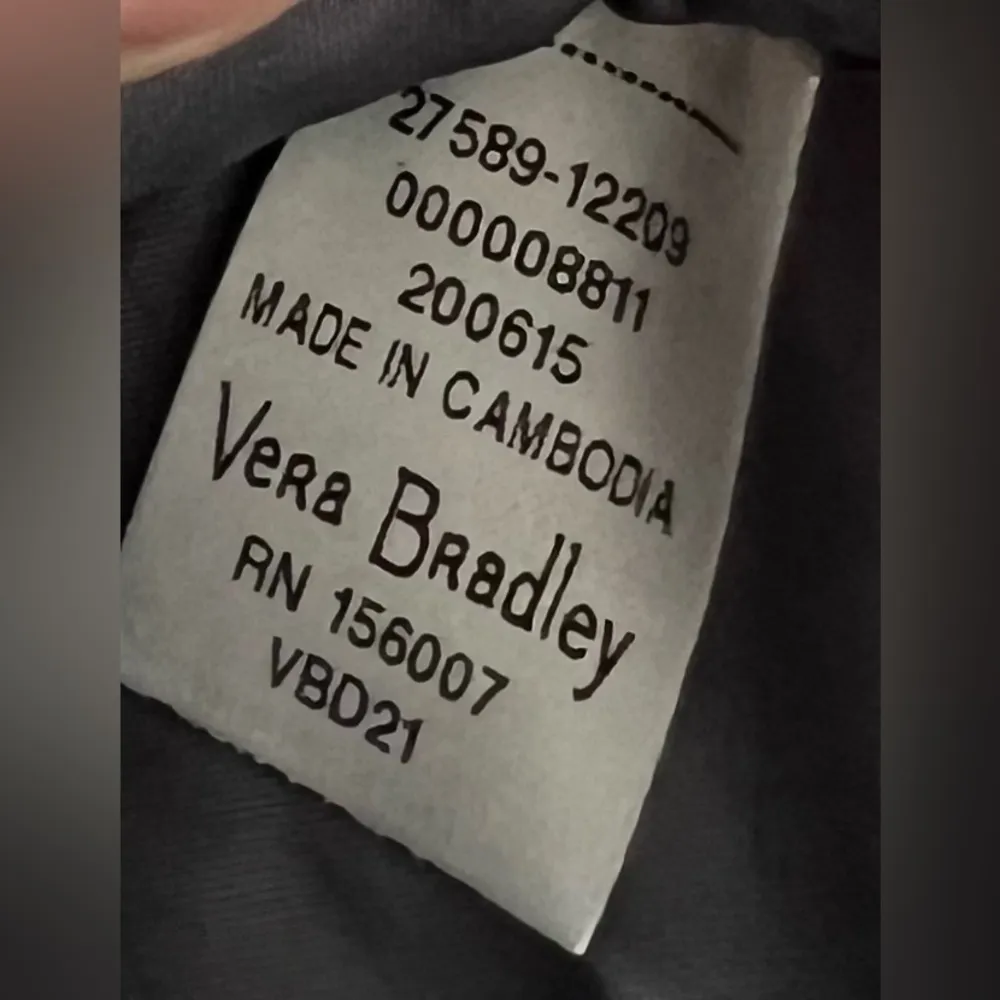 27589-12209
000008811
200615
MADE IN CAMBODIA
Vera Bradley
RN 156007
VBD21